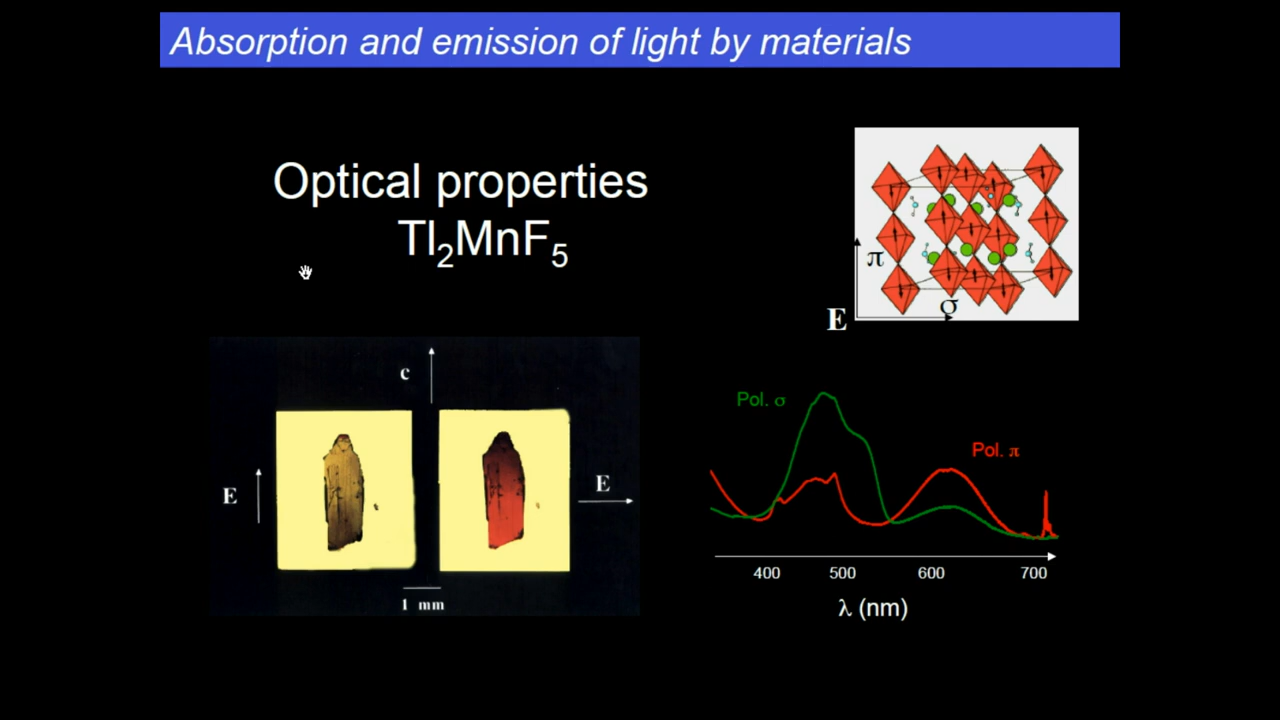 Absorption and emission of light by materials
Optical properties
Tl₂MnF₅
π
σ
E
c
E
E
1 mm
Pol. σ
Pol. π
400 500 600 700
λ (nm)